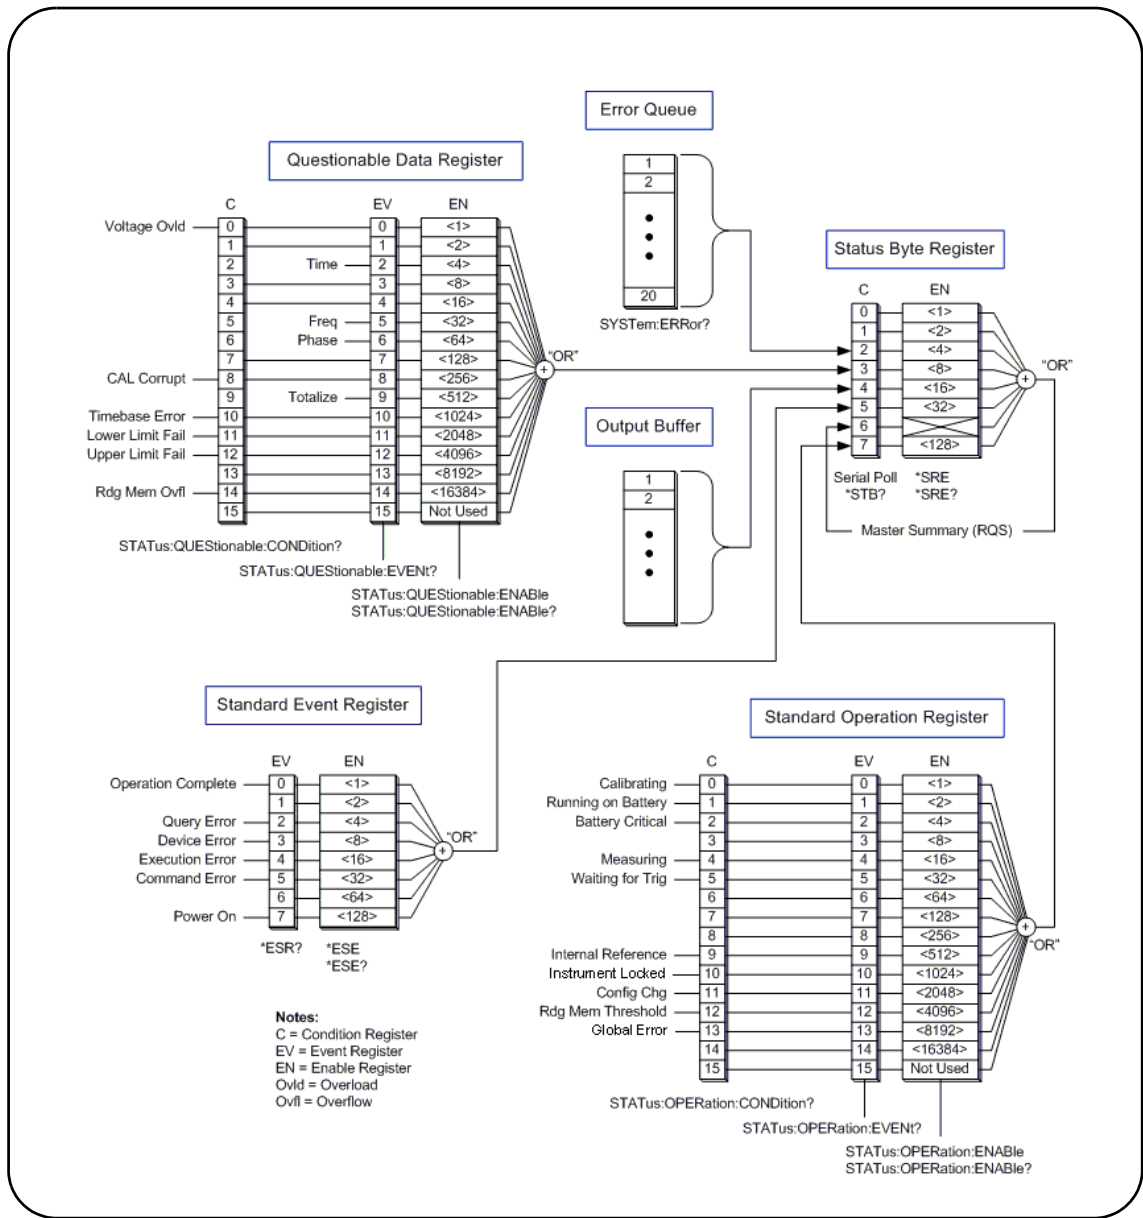 Error Queue
1
2
20
SYSTem:ERRor?
Questionable Data Register
C EV EN
Voltage Ovld 0 0 <1>
1 1 <2>
2 Time 2 <4>
3 3 <8>
4 4 <16>
5 Freq 5 <32>
6 Phase 6 <64>
7 7 <128>
CAL Corrupt 8 8 <256>
9 Totalize 9 <512>
Timebase Error 10 10 <1024>
Lower Limit Fail 11 11 <2048>
Upper Limit Fail 12 12 <4096>
13 13 <8192>
Rdg Mem Ovfl 14 14 <16384>
15 15 Not Used
"OR"
+
STATus:QUEStionable:CONDition?
STATus:QUEStionable:EVENt?
STATus:QUEStionable:ENABle
STATus:QUEStionable:ENABle?
Status Byte Register
C EN
0 <1>
1 <2>
2 <4>
3 <8>
4 <16>
5 <32>
6
7 <128>
"OR"
+
Serial Poll *SRE
*STB? *SRE?
Master Summary (RQS)
Output Buffer
1
2
Standard Event Register
EV EN
Operation Complete 0 <1>
1 <2>
Query Error 2 <4>
Device Error 3 <8>
Execution Error 4 <16>
Command Error 5 <32>
6 <64>
Power On 7 <128>
"OR"
+
*ESR? *ESE
*ESE?
Standard Operation Register
C EV EN
Calibrating 0 0 <1>
Running on Battery 1 1 <2>
Battery Critical 2 2 <4>
3 3 <8>
Measuring 4 4 <16>
Waiting for Trig 5 5 <32>
6 6 <64>
7 7 <128>
8 8 <256>
Internal Reference 9 9 <512>
Instrument Locked 10 10 <1024>
Config Chg 11 11 <2048>
Rdg Mem Threshold 12 12 <4096>
Global Error 13 13 <8192>
14 14 <16384>
15 15 Not Used
+
"OR"
STATus:OPERation:CONDition?
STATus:OPERation:EVENt?
STATus:OPERation:ENABle
STATus:OPERation:ENABle?
Notes:
C = Condition Register
EV = Event Register
EN = Enable Register
Ovld = Overload
Ovfl = Overflow